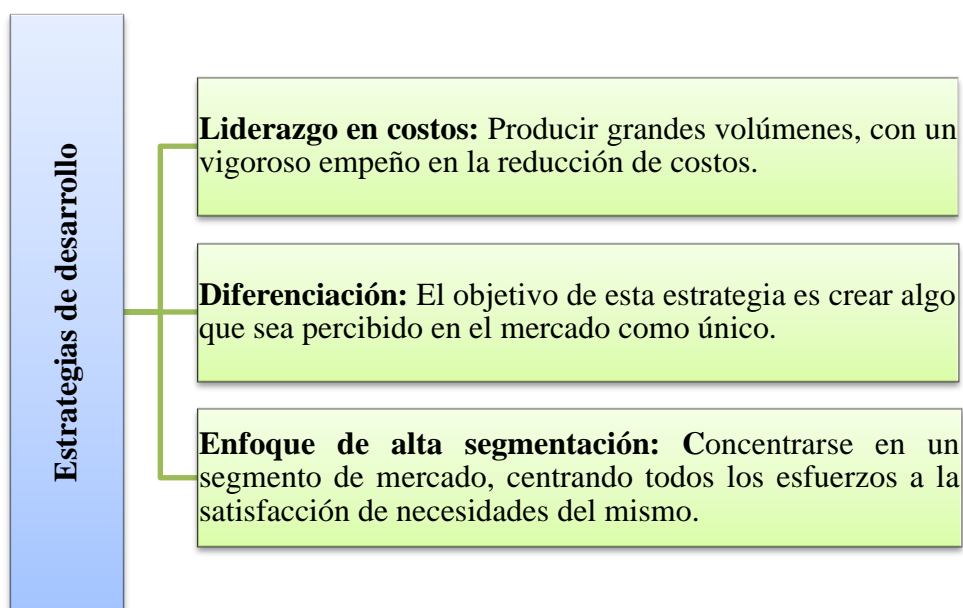 Estrategias de desarrollo
Liderazgo en costos: Producir grandes volúmenes, con un
vigoroso empeño en la reducción de costos.
Diferenciación: El objetivo de esta estrategia es crear algo
que sea percibido en el mercado como único.
Enfoque de alta segmentación: Concentrarse en un
segmento de mercado, centrando todos los esfuerzos a la
satisfacción de necesidades del mismo.